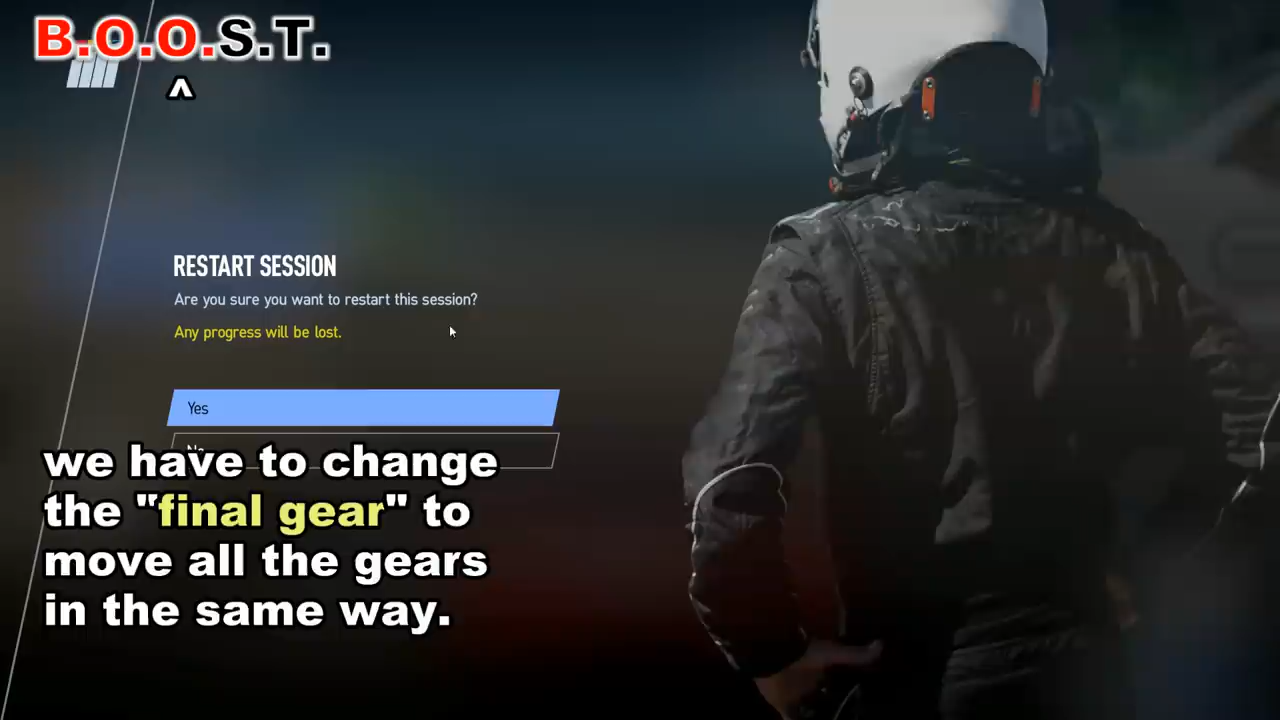 B.O.O.S.T.
^
RESTART SESSION
Are you sure you want to restart this session?
Any progress will be lost.
Yes
No
we have to change
the "final gear" to
move all the gears
in the same way.